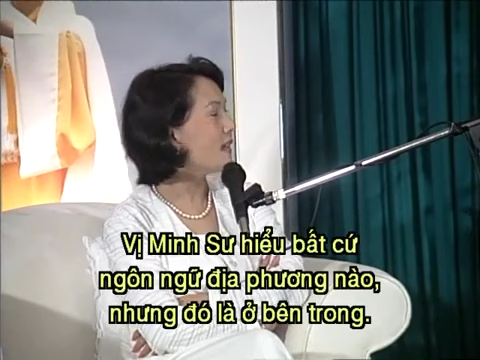 Vị Minh Sư hiểu bất cứ
ngôn ngữ địa phương nào,
nhưng đó là ở bên trong.